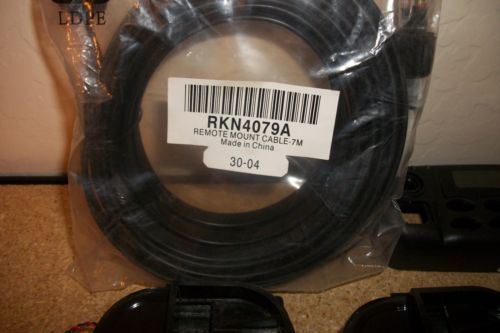 LDPE
RKN4079A
REMOTE MOUNT CABLE-7M
Made in China
30-04